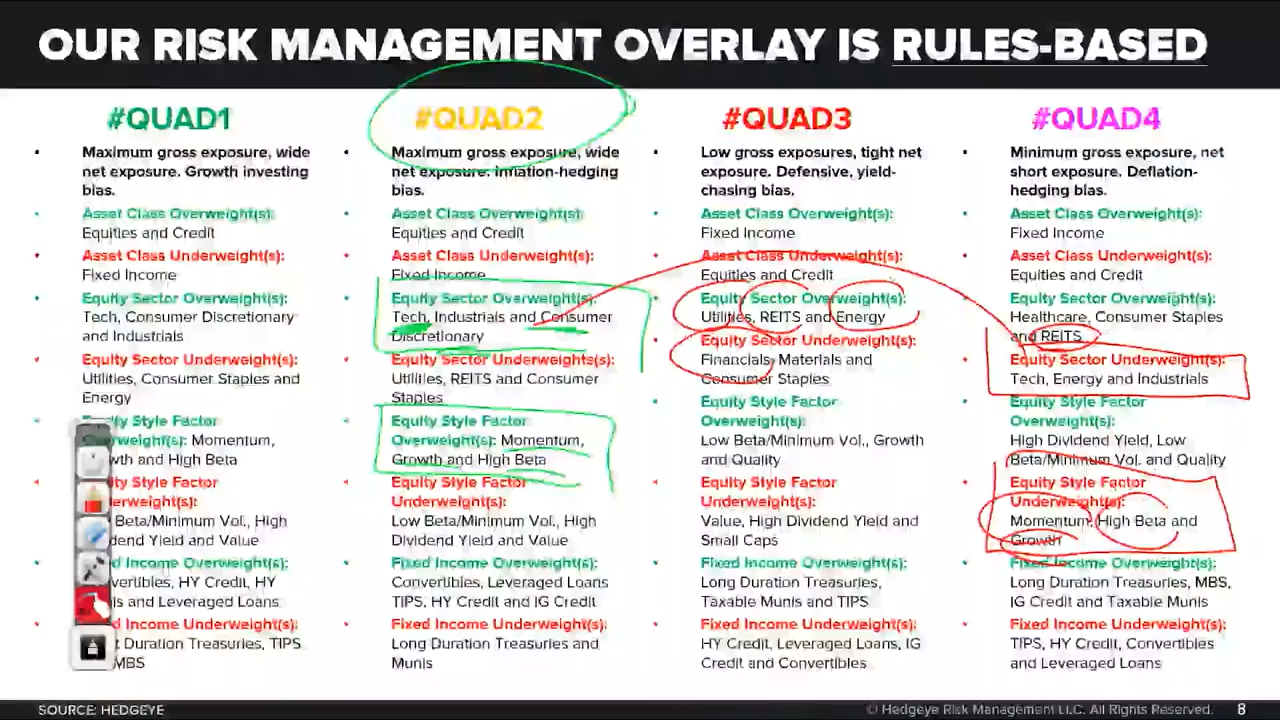 OUR RISK MANAGEMENT OVERLAY IS RULES-BASED
#QUAD1
• Maximum gross exposure, wide
net exposure. Growth investing
bias.
• Asset Class Overweight(s):
Equities and Credit
• Asset Class Underweight(s):
Fixed Income
• Equity Sector Overweight(s):
Tech, Consumer Discretionary
and Industrials
• Equity Sector Underweight(s):
Utilities, Consumer Staples and
Energy
• Style Factor
Momentum,
and High Beta
• Style Factor
Beta/Minimum Vol., High
Yield and Value
• Income Overweight(s):
HY Credit, HY
and Leveraged Loans
• Income Underweight(s):
Duration Treasuries, TIPS
MBS
#QUAD2
• Maximum gross exposure, wide
net exposure. Inflation-hedging
bias.
• Asset Class Overweight(s):
Equities and Credit
• Asset Class Underweight(s):
Fixed Income
• Equity Sector Overweight(s):
Tech, Industrials and Consumer
Discretionary
• Equity Sector Underweight(s):
Utilities, REITS and Consumer
Staples
• Equity Style Factor
Overweight(s): Momentum,
Growth and High Beta
• Equity Style Factor
Underweight(s):
Low Beta/Minimum Vol., High
Dividend Yield and Value
• Fixed Income Overweight(s):
Convertibles, Leveraged Loans
TIPS, HY Credit and IG Credit
• Fixed Income Underweight(s):
Long Duration Treasuries and
Munis
#QUAD3
• Low gross exposures, tight net
exposure. Defensive, yield-
chasing bias.
• Asset Class Overweight(s):
Fixed Income
• Asset Class Underweight(s):
Equities and Credit
• Equity Sector Overweight(s):
Utilities, REITS and Energy
• Equity Sector Underweight(s):
Financials, Materials and
Consumer Staples
• Equity Style Factor
Overweight(s):
Low Beta/Minimum Vol., Growth
and Quality
• Equity Style Factor
Underweight(s):
Value, High Dividend Yield and
Small Caps
• Fixed Income Overweight(s):
Long Duration Treasuries,
Taxable Munis and TIPS
• Fixed Income Underweight(s):
HY Credit, Leveraged Loans, IG
Credit and Convertibles
#QUAD4
• Minimum gross exposure, net
short exposure. Deflation-
hedging bias.
• Asset Class Overweight(s):
Fixed Income
• Asset Class Underweight(s):
Equities and Credit
• Equity Sector Overweight(s):
Healthcare, Consumer Staples
and REITS
• Equity Sector Underweight(s):
Tech, Energy and Industrials
• Equity Style Factor
Overweight(s):
High Dividend Yield, Low
Beta/Minimum Vol. and Quality
• Equity Style Factor
Underweight(s):
Momentum, High Beta and
Growth
• Fixed Income Overweight(s):
Long Duration Treasuries, MBS,
IG Credit and Taxable Munis
• Fixed Income Underweight(s):
TIPS, HY Credit, Convertibles
and Leveraged Loans
SOURCE: HEDGEYE
© Hedgeye Risk Management LLC. All Rights Reserved. 8